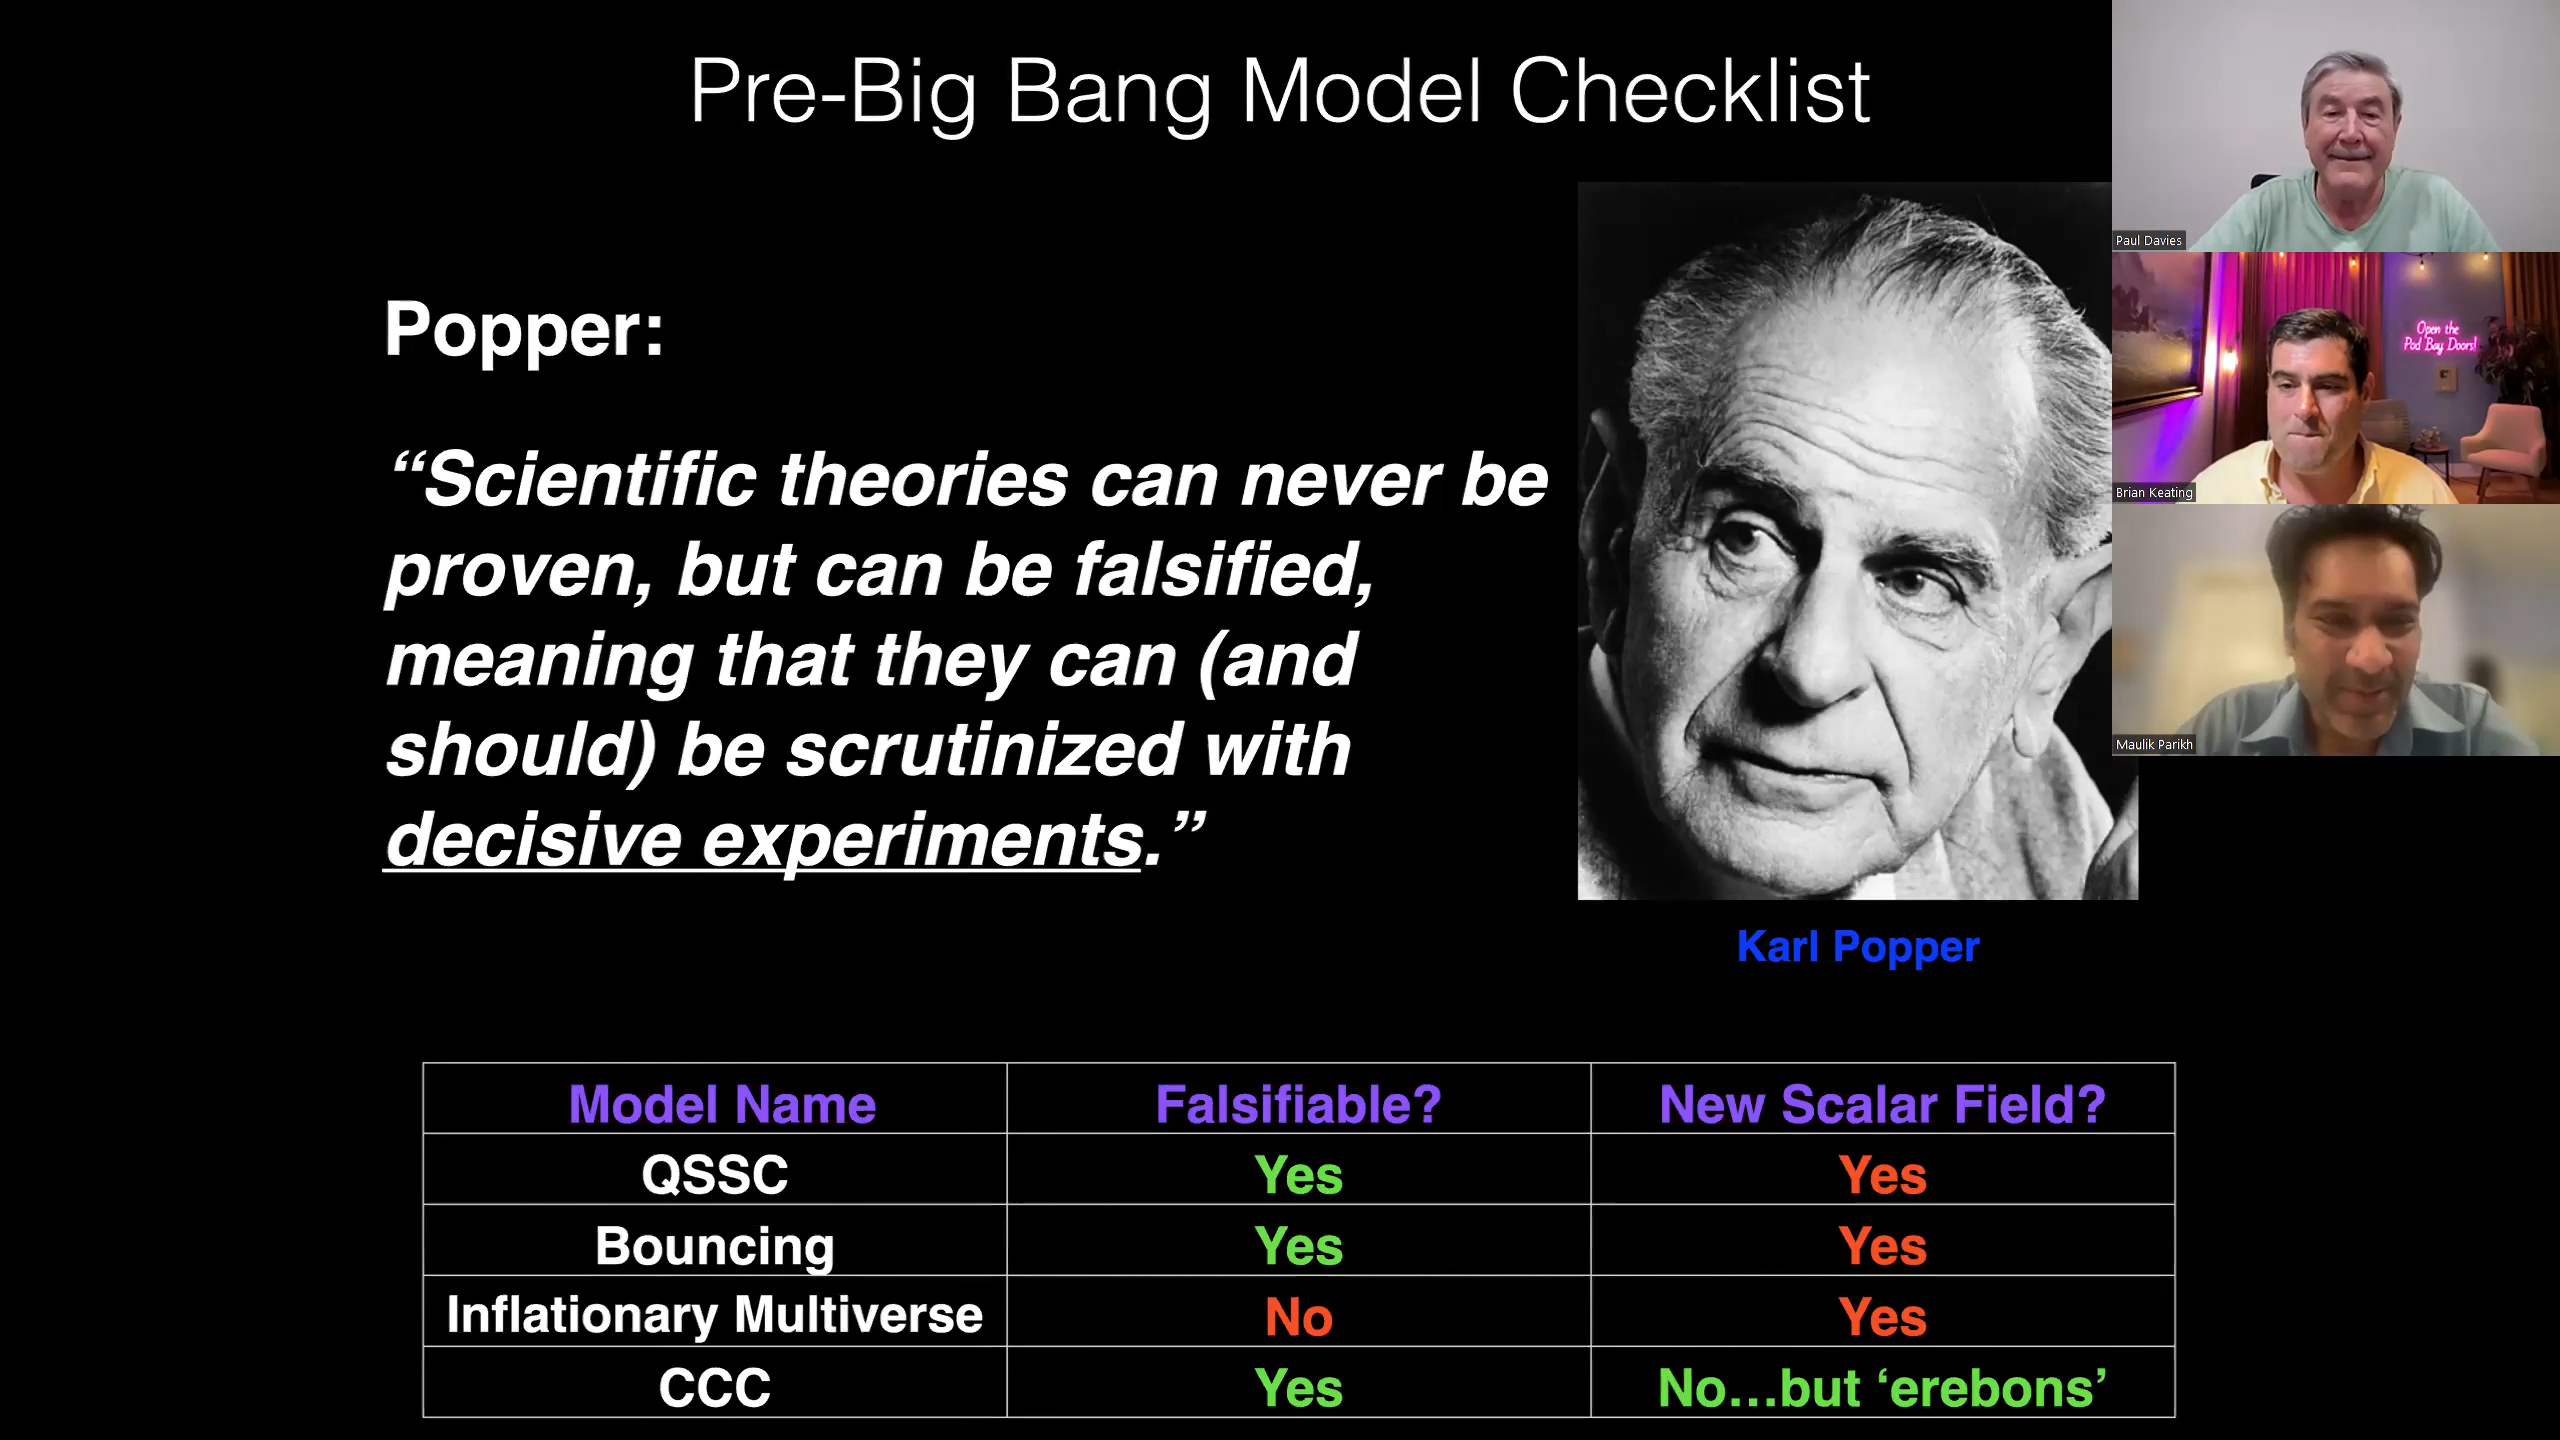 Pre-Big Bang Model Checklist
Popper:
“Scientific theories can never be
proven, but can be falsified,
meaning that they can (and
should) be scrutinized with
decisive experiments.”
Karl Popper
Model Name Falsifiable? New Scalar Field?
QSSC Yes Yes
Bouncing Yes Yes
Inflationary Multiverse No Yes
CCC Yes No…but ‘erebons’
Paul Davies
Open the
Pod Bay Doors!
Brian Keating
Maulik Parikh